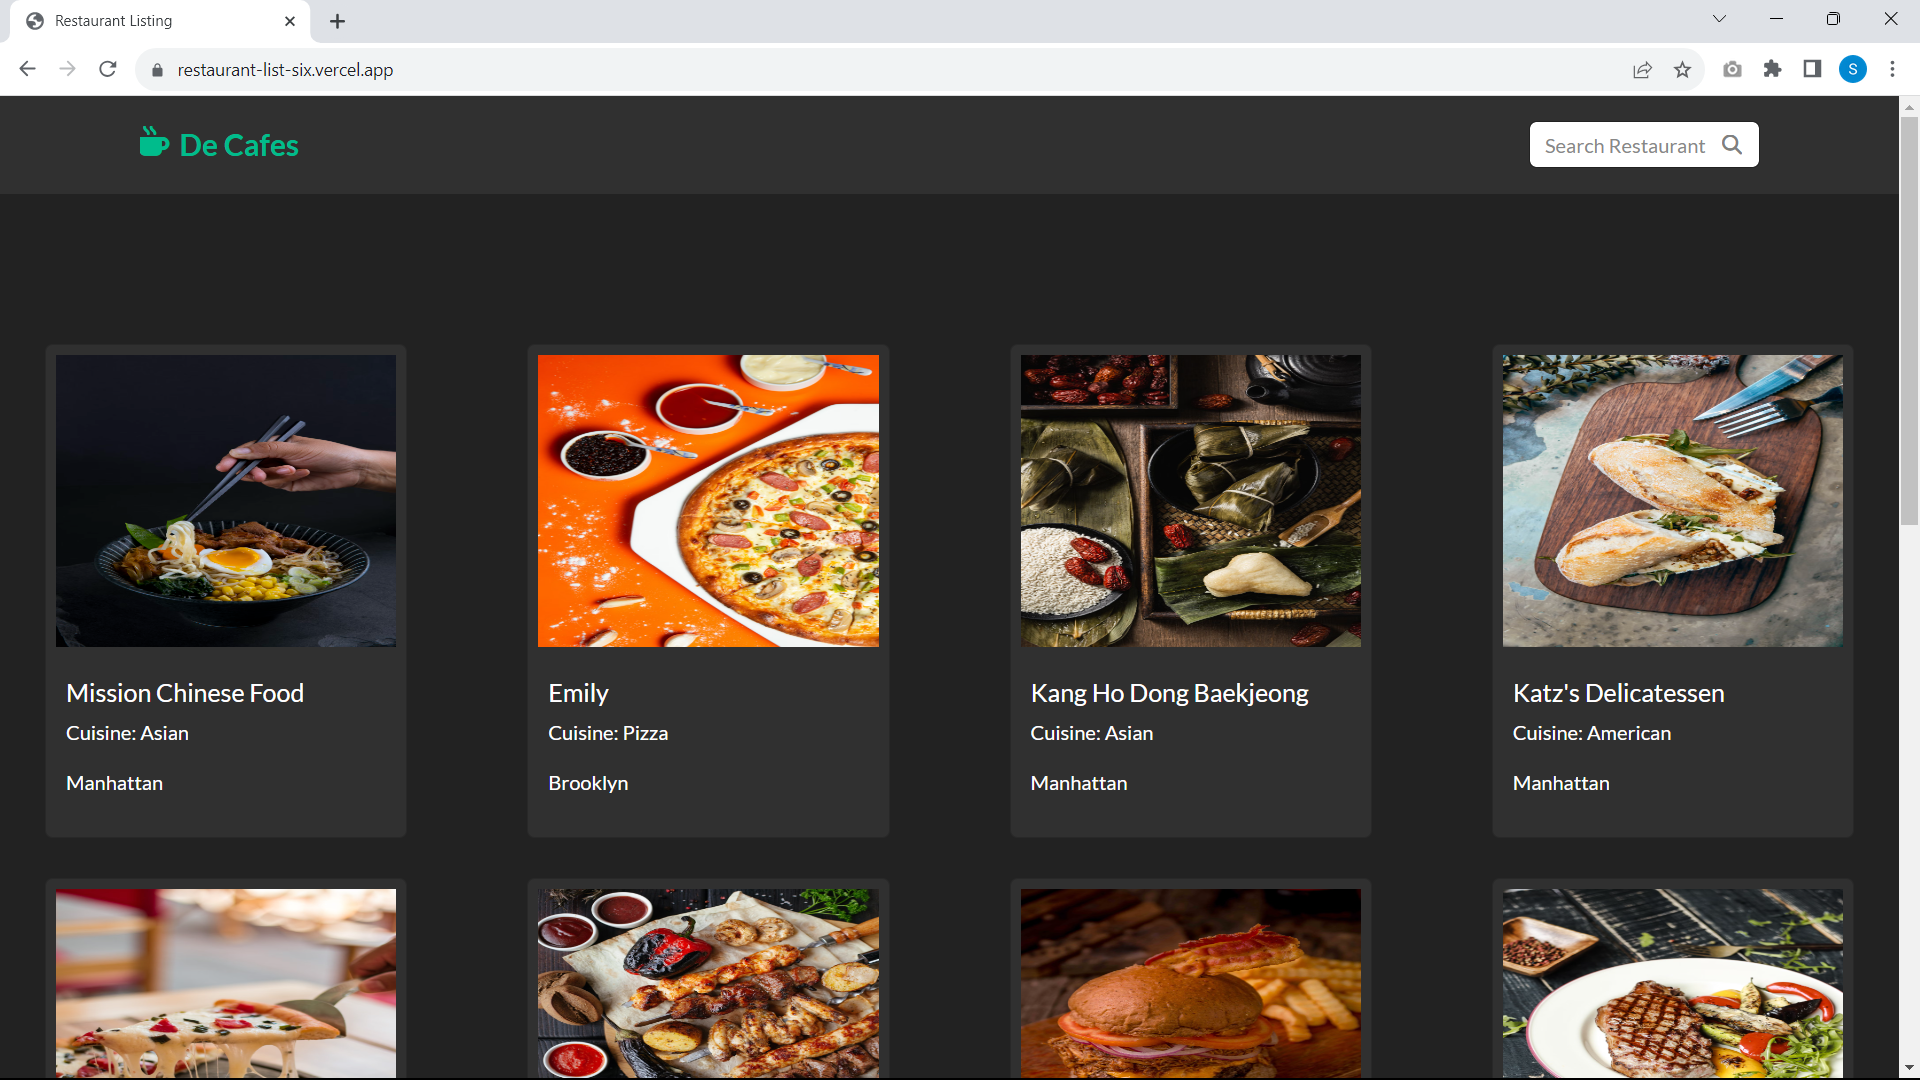 Restaurant Listing
restaurant-list-six.vercel.app
S
De Cafes
Search Restaurant
Mission Chinese Food
Cuisine: Asian
Manhattan
Emily
Cuisine: Pizza
Brooklyn
Kang Ho Dong Baekjeong
Cuisine: Asian
Manhattan
Katz's Delicatessen
Cuisine: American
Manhattan